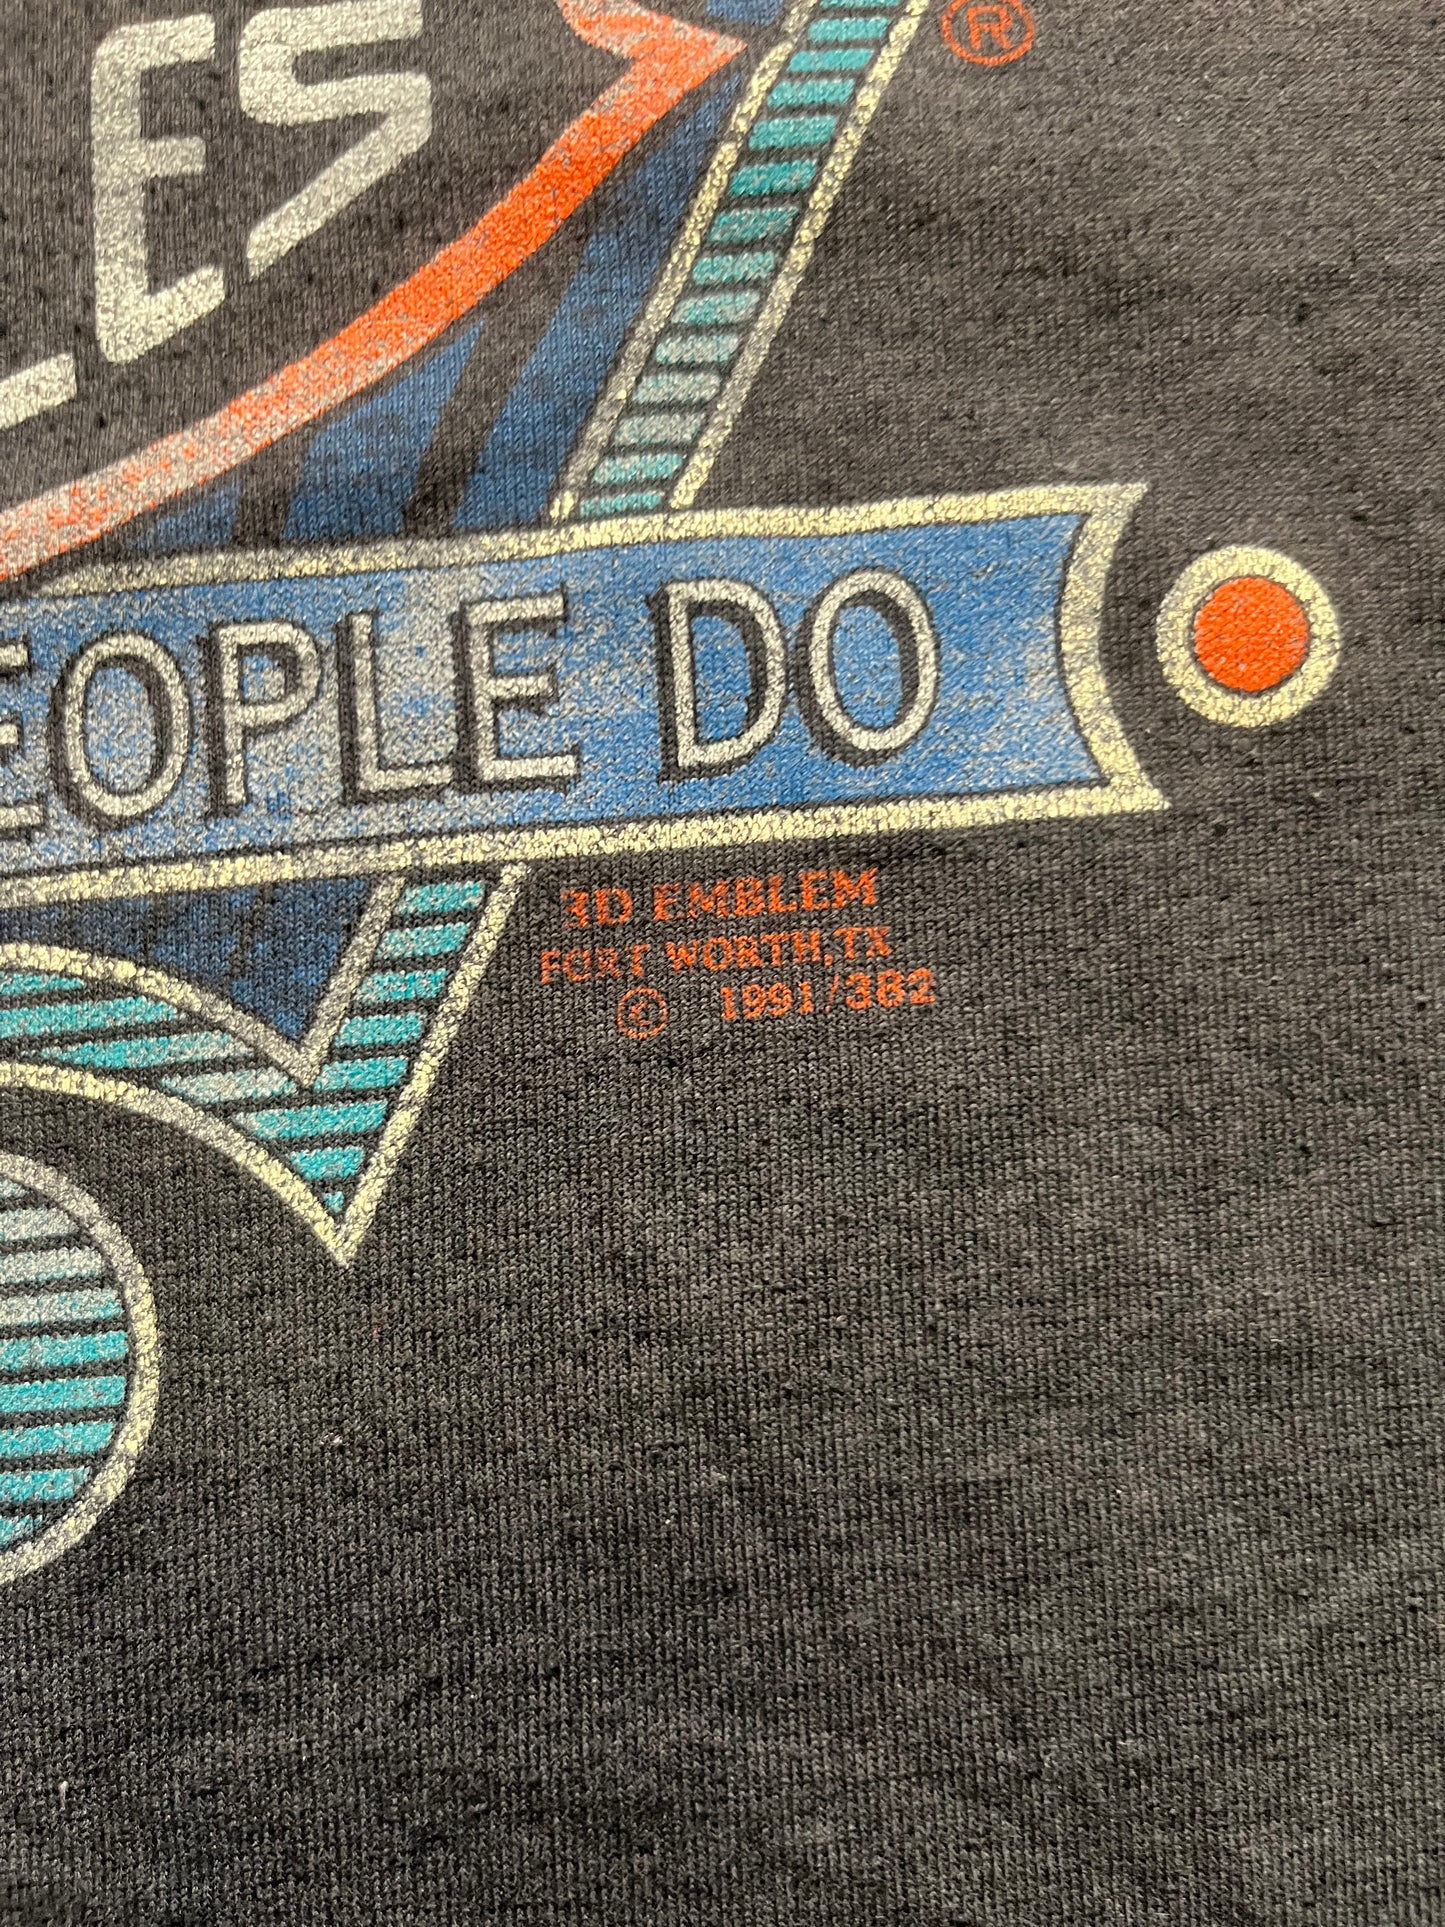 LES
®
EOPLE DO
3D EMBLEM
FORT WORTH, TX
© 1991/382